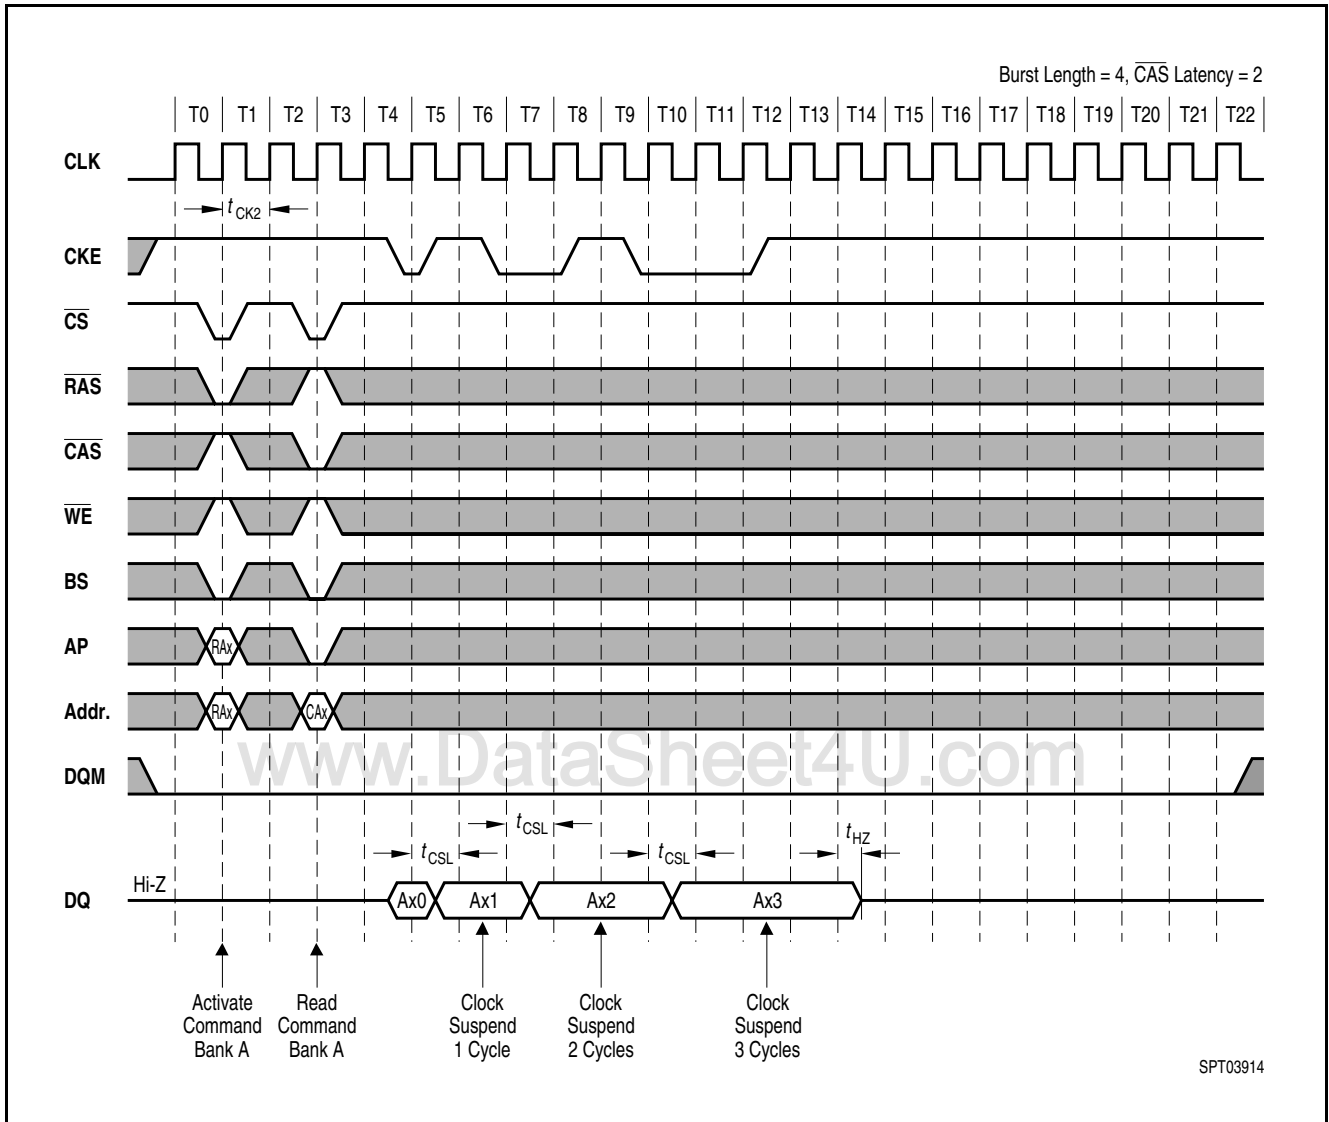 Burst Length = 4, CAS Latency = 2
T0 T1 T2 T3 T4 T5 T6 T7 T8 T9 T10 T11 T12 T13 T14 T15 T16 T17 T18 T19 T20 T21 T22
CLK
tCK2
CKE
CS
RAS
CAS
WE
BS
AP RAx
Addr. RAx CAx
www.DataSheet4U.com
DQM
tCSL tHZ
tCSL tCSL
Hi-Z
DQ Ax0 Ax1 Ax2 Ax3
Activate Read Clock Clock Clock
Command Command Suspend Suspend Suspend
Bank A Bank A 1 Cycle 2 Cycles 3 Cycles
SPT03914